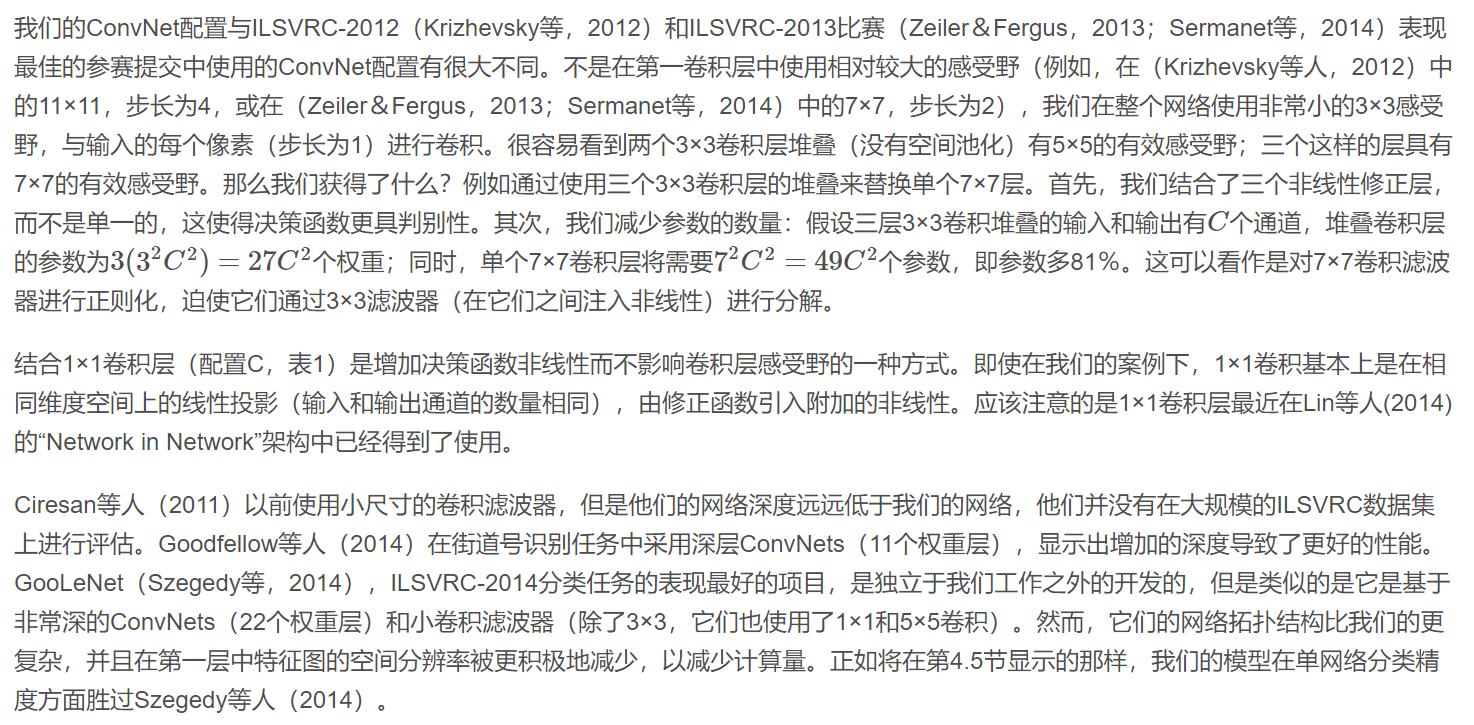 我们的ConvNet配置与ILSVRC-2012（Krizhevsky等，2012）和ILSVRC-2013比赛（Zeiler＆Fergus，2013；Sermanet等，2014）表现
最佳的参赛提交中使用的ConvNet配置有很大不同。不是在第一卷积层中使用相对较大的感受野（例如，在（Krizhevsky等人，2012）中
的11×11，步长为4，或在（Zeiler＆Fergus，2013；Sermanet等，2014）中的7×7，步长为2），我们在整个网络使用非常小的3×3感受
野，与输入的每个像素（步长为1）进行卷积。很容易看到两个3×3卷积层堆叠（没有空间池化）有5×5的有效感受野；三个这样的层具有
7×7的有效感受野。那么我们获得了什么？例如通过使用三个3×3卷积层的堆叠来替换单个7×7层。首先，我们结合了三个非线性修正层，
而不是单一的，这使得决策函数更具判别性。其次，我们减少参数的数量：假设三层3×3卷积堆叠的输入和输出有C个通道，堆叠卷积层
的参数为3(3²C²) = 27C²个权重；同时，单个7×7卷积层将需要7²C² = 49C²个参数，即参数多81％。这可以看作是对7×7卷积滤波
器进行正则化，迫使它们通过3×3滤波器（在它们之间注入非线性）进行分解。
结合1×1卷积层（配置C，表1）是增加决策函数非线性而不影响卷积层感受野的一种方式。即使在我们的案例下，1×1卷积基本上是在相
同维度空间上的线性投影（输入和输出通道的数量相同），由修正函数引入附加的非线性。应该注意的是1×1卷积层最近在Lin等人(2014)
的“Network in Network”架构中已经得到了使用。
Ciresan等人（2011）以前使用小尺寸的卷积滤波器，但是他们的网络深度远远低于我们的网络，他们并没有在大规模的ILSVRC数据集
上进行评估。Goodfellow等人（2014）在街道号识别任务中采用深层ConvNets（11个权重层），显示出增加的深度导致了更好的性能。
GooLeNet（Szegedy等，2014），ILSVRC-2014分类任务的表现最好的项目，是独立于我们工作之外的开发的，但是类似的是它是基于
非常深的ConvNets（22个权重层）和小卷积滤波器（除了3×3，它们也使用了1×1和5×5卷积）。然而，它们的网络拓扑结构比我们的更
复杂，并且在第一层中特征图的空间分辨率被更积极地减少，以减少计算量。正如将在第4.5节显示的那样，我们的模型在单网络分类精
度方面胜过Szegedy等人（2014）。